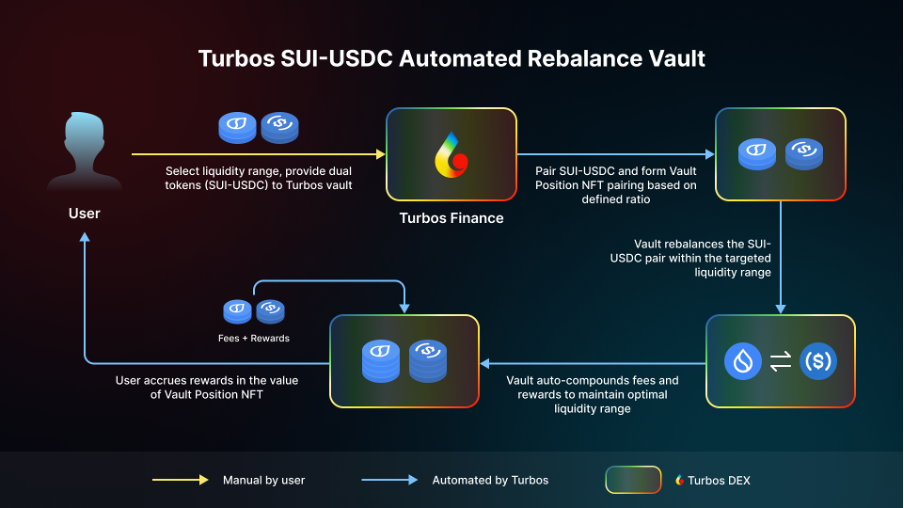 Turbos SUI-USDC Automated Rebalance Vault
Select liquidity range, provide dual
tokens (SUI-USDC) to Turbos vault
User
Turbos Finance
Pair SUI-USDC and form Vault
Position NFT pairing based on
defined ratio
Vault rebalances the SUI-
USDC pair within the targeted
liquidity range
Fees + Rewards
User accrues rewards in the value
of Vault Position NFT
Vault auto-compounds fees and
rewards to maintain optimal
liquidity range
Manual by user
Automated by Turbos
Turbos DEX